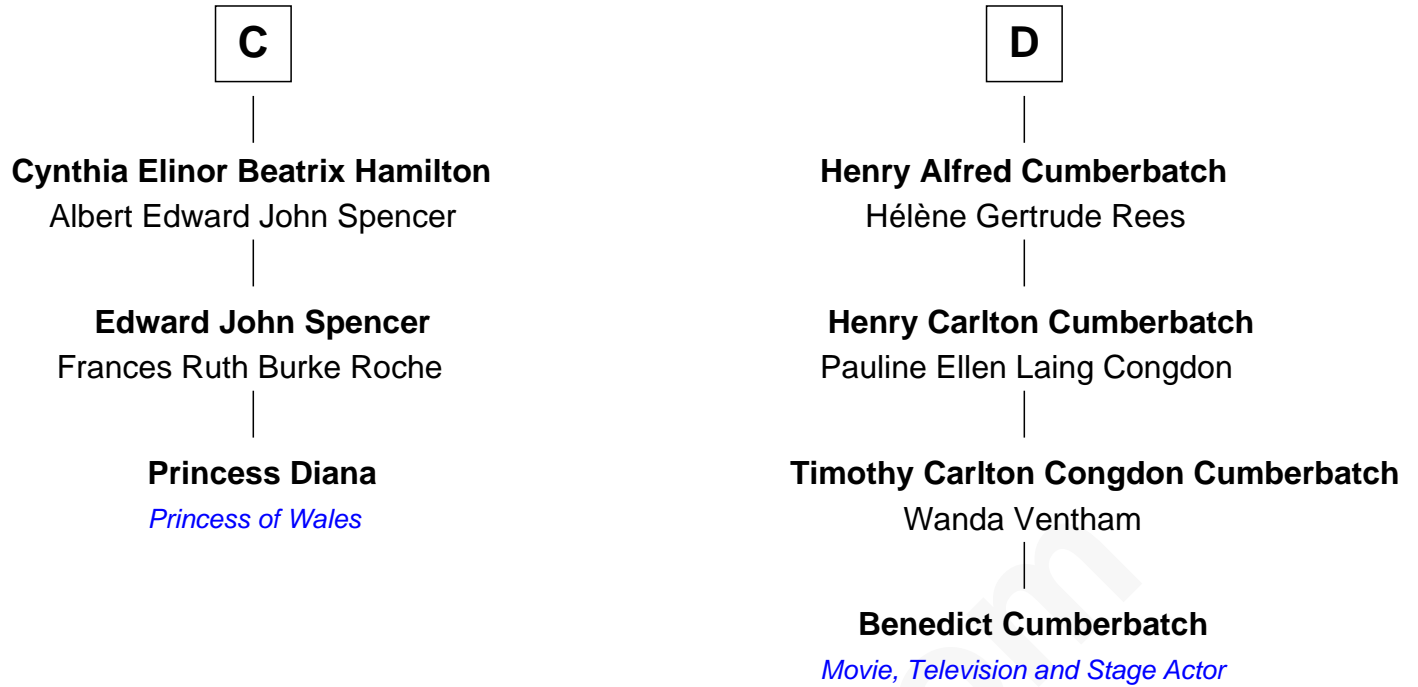 C
Cynthia Elinor Beatrix Hamilton
Albert Edward John Spencer
Edward John Spencer
Frances Ruth Burke Roche
Princess Diana
Princess of Wales
D
Henry Alfred Cumberbatch
Hélène Gertrude Rees
Henry Carlton Cumberbatch
Pauline Ellen Laing Congdon
Timothy Carlton Congdon Cumberbatch
Wanda Ventham
Benedict Cumberbatch
Movie, Television and Stage Actor